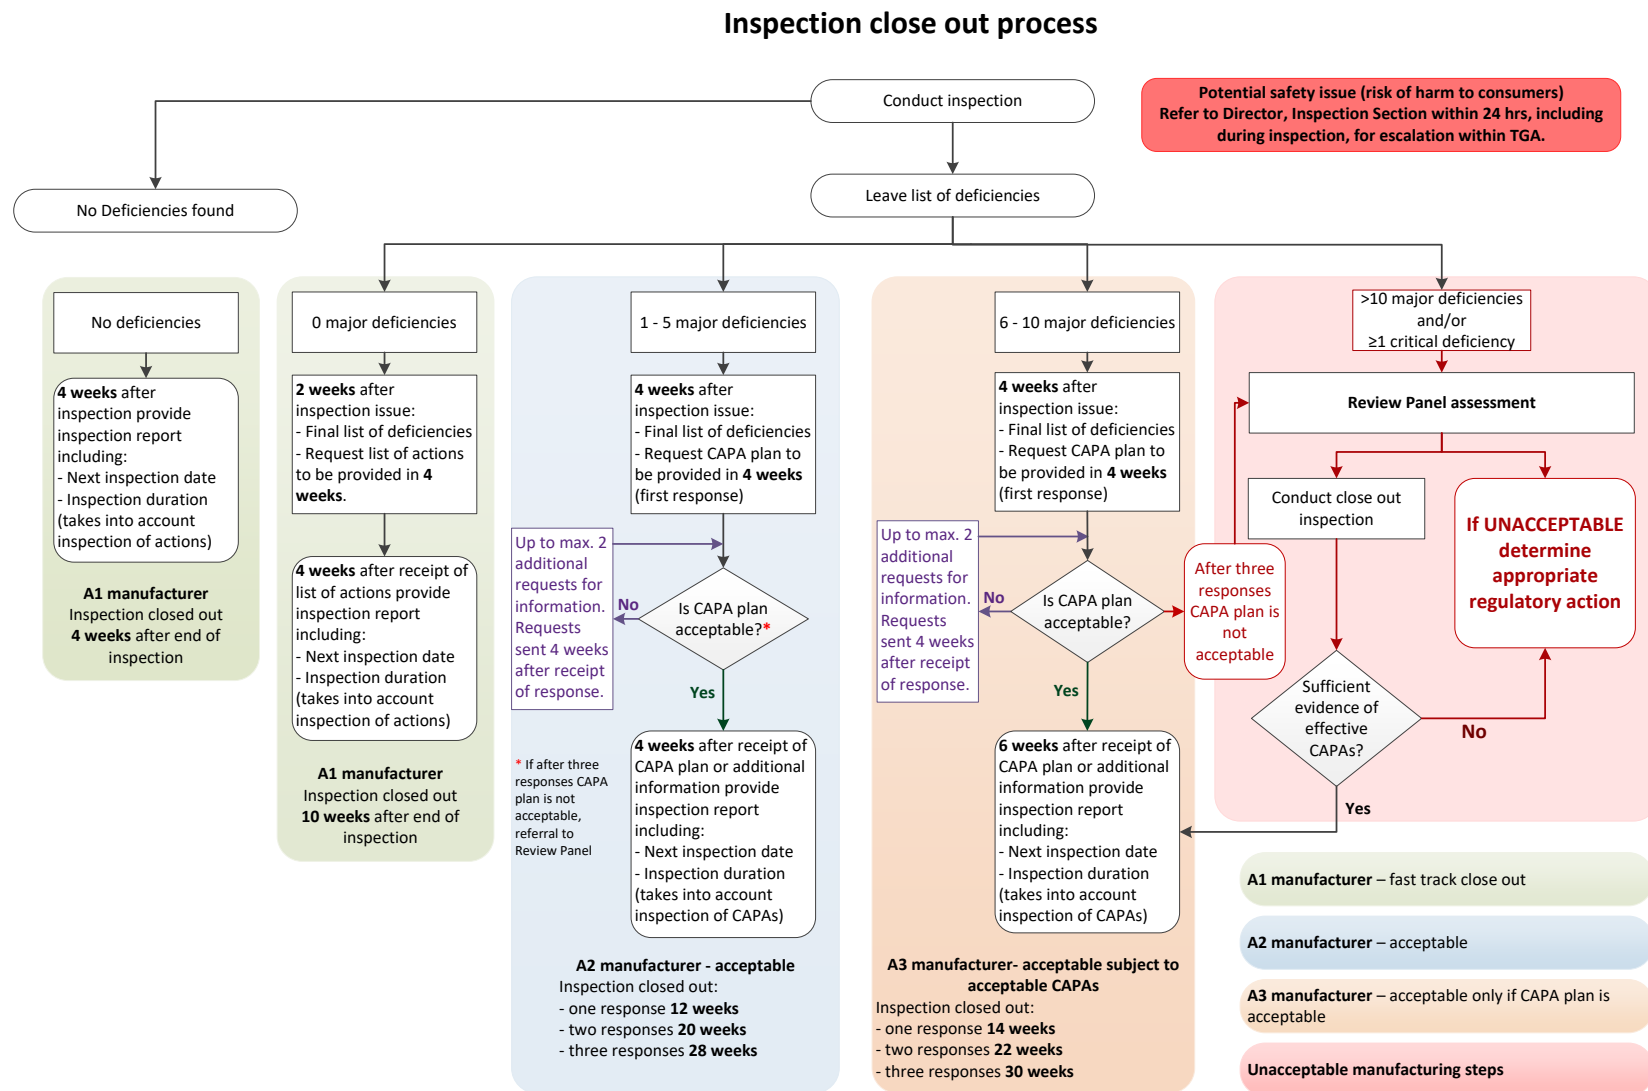 Inspection close out process
Conduct inspection
Potential safety issue (risk of harm to consumers)
Refer to Director, Inspection Section within 24 hrs, including
during inspection, for escalation within TGA.
No Deficiencies found
Leave list of deficiencies
No deficiencies
4 weeks after
inspection provide
inspection report
including:
- Next inspection date
- Inspection duration
(takes into account
inspection of actions)
A1 manufacturer
Inspection closed out
4 weeks after end of
inspection
0 major deficiencies
2 weeks after
inspection issue:
- Final list of deficiencies
- Request list of actions
to be provided in 4
weeks.
4 weeks after receipt of
list of actions provide
inspection report
including:
- Next inspection date
- Inspection duration
(takes into account
inspection of actions)
A1 manufacturer
Inspection closed out
10 weeks after end of
inspection
1 - 5 major deficiencies
4 weeks after
inspection issue:
- Final list of deficiencies
- Request CAPA plan to
be provided in 4 weeks
(first response)
Up to max. 2
additional
requests for
information.
Requests
sent 4 weeks
after receipt
of response.
No
Is CAPA plan
acceptable?*
Yes
* If after three
responses CAPA
plan is not
acceptable,
referral to
Review Panel
4 weeks after receipt of
CAPA plan or additional
information provide
inspection report
including:
- Next inspection date
- Inspection duration
(takes into account
inspection of CAPAs)
A2 manufacturer - acceptable
Inspection closed out:
- one response 12 weeks
- two responses 20 weeks
- three responses 28 weeks
6 - 10 major deficiencies
4 weeks after
inspection issue:
- Final list of deficiencies
- Request CAPA plan to
be provided in 4 weeks
(first response)
Up to max. 2
additional
requests for
information.
Requests
sent 4 weeks
after receipt
of response.
No
Is CAPA plan
acceptable?
Yes
After three
responses
CAPA plan is
not
acceptable
6 weeks after receipt of
CAPA plan or additional
information provide
inspection report
including:
- Next inspection date
- Inspection duration
(takes into account
inspection of CAPAs)
A3 manufacturer- acceptable subject to
acceptable CAPAs
Inspection closed out:
- one response 14 weeks
- two responses 22 weeks
- three responses 30 weeks
>10 major deficiencies
and/or
≥1 critical deficiency
Review Panel assessment
Conduct close out
inspection
If UNACCEPTABLE
determine
appropriate
regulatory action
Sufficient
evidence of
effective
CAPAs?
No
Yes
A1 manufacturer – fast track close out
A2 manufacturer – acceptable
A3 manufacturer – acceptable only if CAPA plan is
acceptable
Unacceptable manufacturing steps